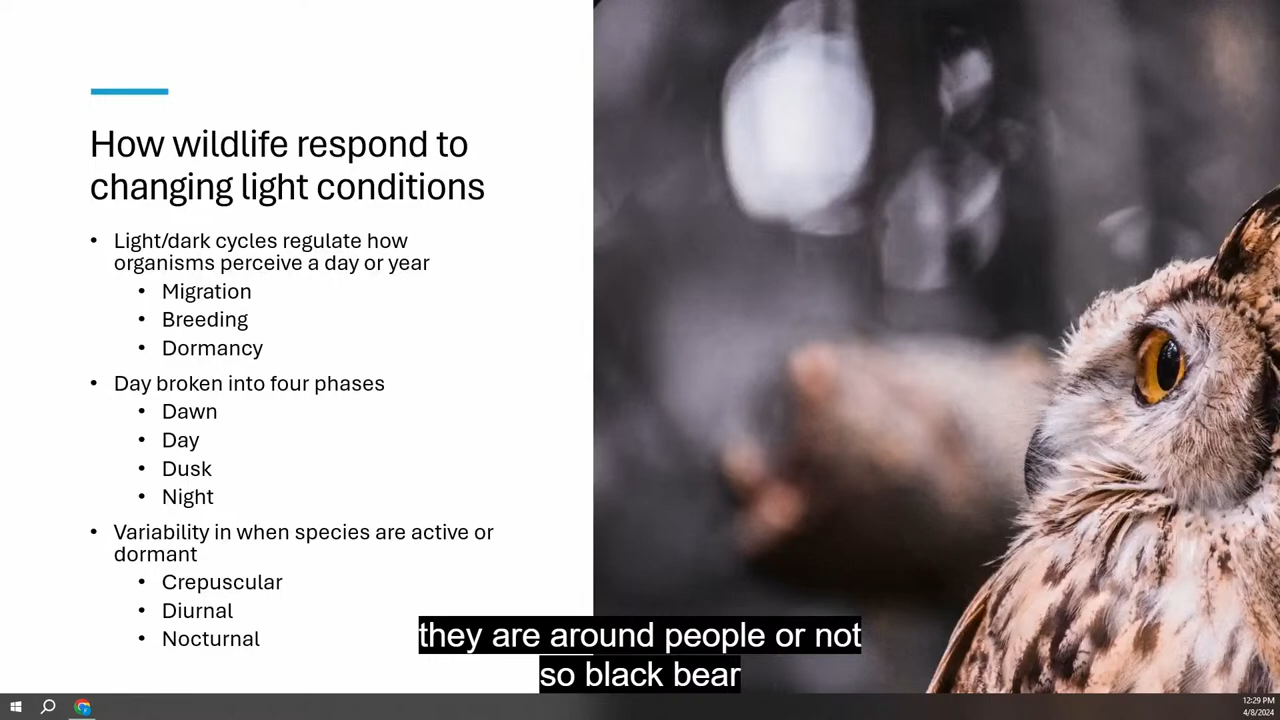 How wildlife respond to
changing light conditions
• Light/dark cycles regulate how
organisms perceive a day or year
• Migration
• Breeding
• Dormancy
• Day broken into four phases
• Dawn
• Day
• Dusk
• Night
• Variability in when species are active or
dormant
• Crepuscular
• Diurnal
• Nocturnal
they are around people or not
so black bear
12:29 PM
4/8/2024